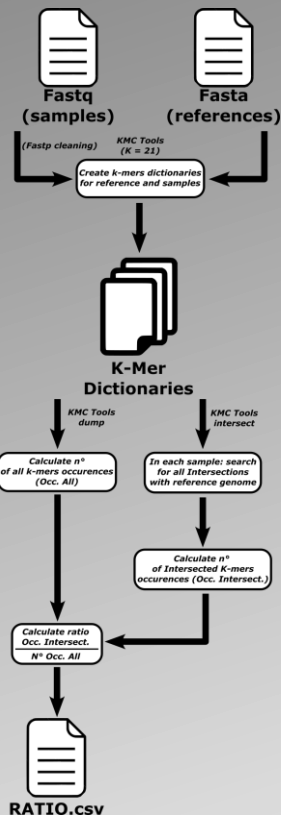 Fastq
(samples)
Fasta
(references)
(Fastp cleaning)
KMC Tools
(K = 21)
Create k-mers dictionaries
for reference and samples
K-Mer
Dictionaries
KMC Tools
dump
KMC Tools
intersect
Calculate n°
of all k-mers occurences
(Occ. All)
In each sample: search
for all Intersections
with reference genome
Calculate n°
of Intersected K-mers
occurences (Occ. Intersect.)
Calculate ratio
Occ. Intersect.
N° Occ. All
RATIO.csv